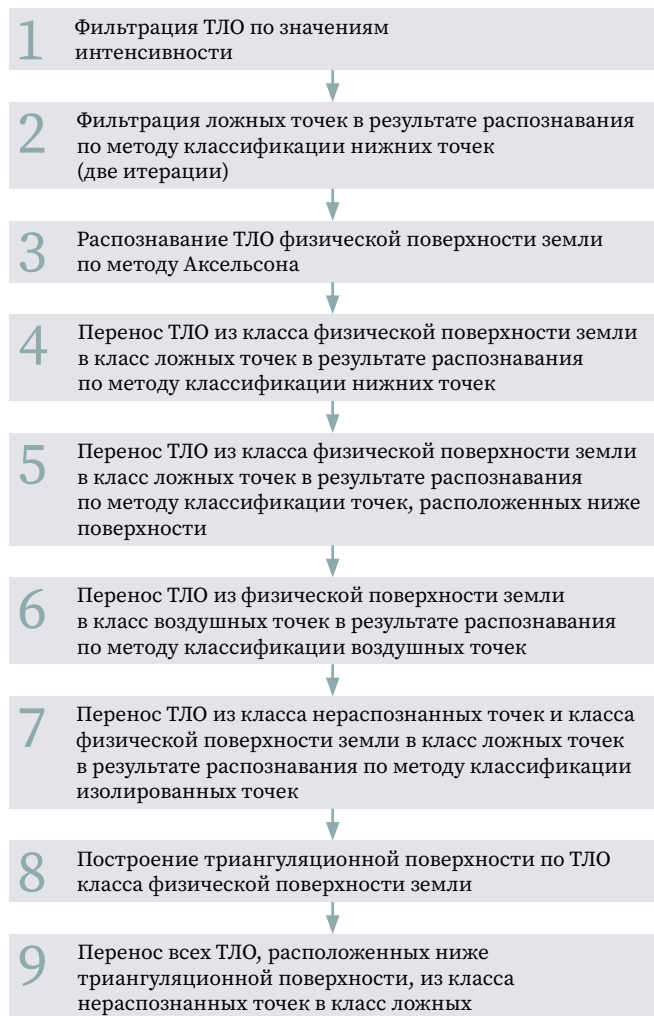 1
Фильтрация ТЛО по значениям
интенсивности
2
Фильтрация ложных точек в результате распознавания
по методу классификации нижних точек
(две итерации)
3
Распознавание ТЛО физической поверхности земли
по методу Аксельсона
4
Перенос ТЛО из класса физической поверхности земли
в класс ложных точек в результате распознавания
по методу классификации нижних точек
5
Перенос ТЛО из класса физической поверхности земли
в класс ложных точек в результате распознавания
по методу классификации точек, расположенных ниже
поверхности
6
Перенос ТЛО из физической поверхности земли
в класс воздушных точек в результате распознавания
по методу классификации воздушных точек
7
Перенос ТЛО из класса нераспознанных точек и класса
физической поверхности земли в класс ложных точек
в результате распознавания по методу классификации
изолированных точек
8
Построение триангуляционной поверхности по ТЛО
класса физической поверхности земли
9
Перенос всех ТЛО, расположенных ниже
триангуляционной поверхности, из класса
нераспознанных точек в класс ложных